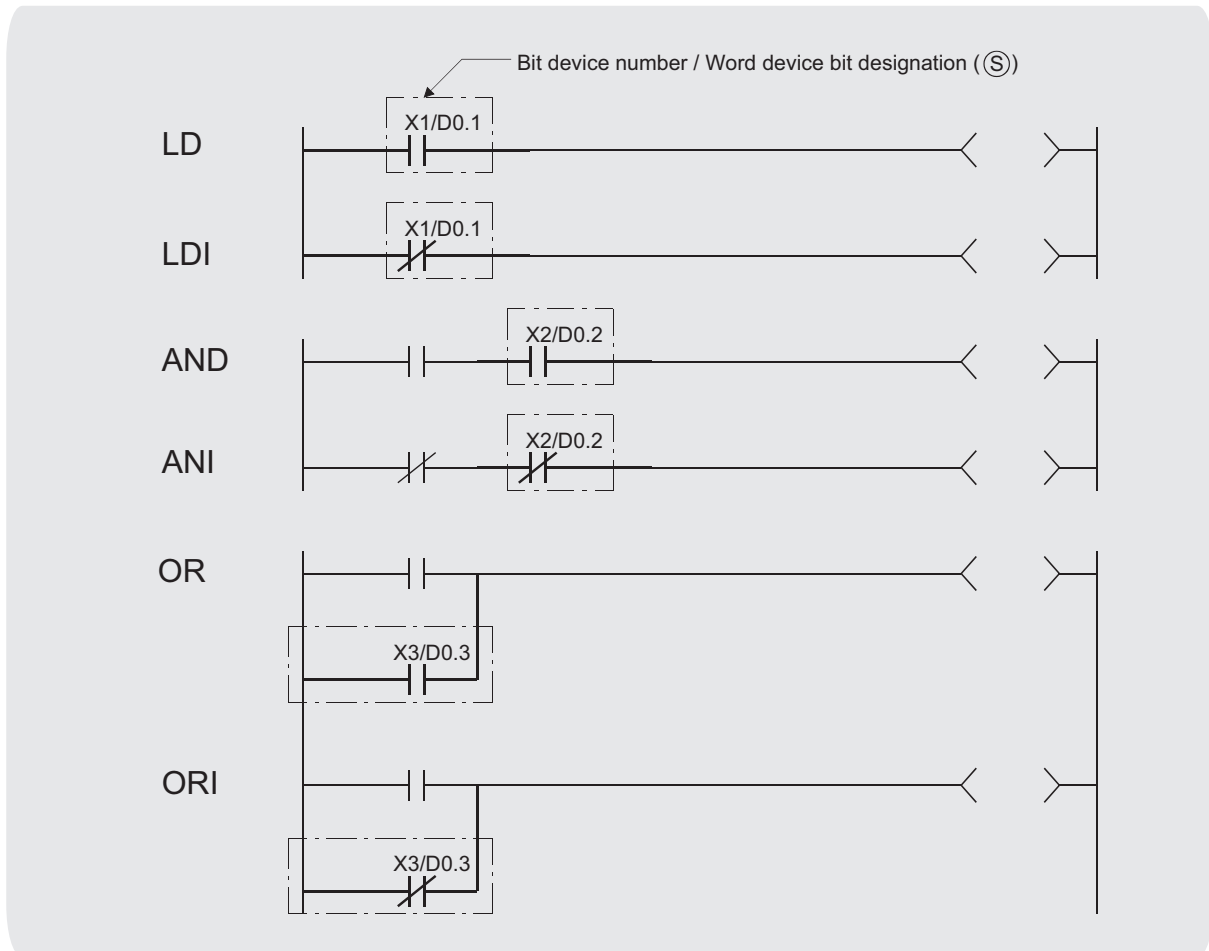 Bit device number / Word device bit designation (Ⓢ)
X1/D0.1
LD
X1/D0.1
LDI
X2/D0.2
AND
X2/D0.2
ANI
OR
X3/D0.3
ORI
X3/D0.3